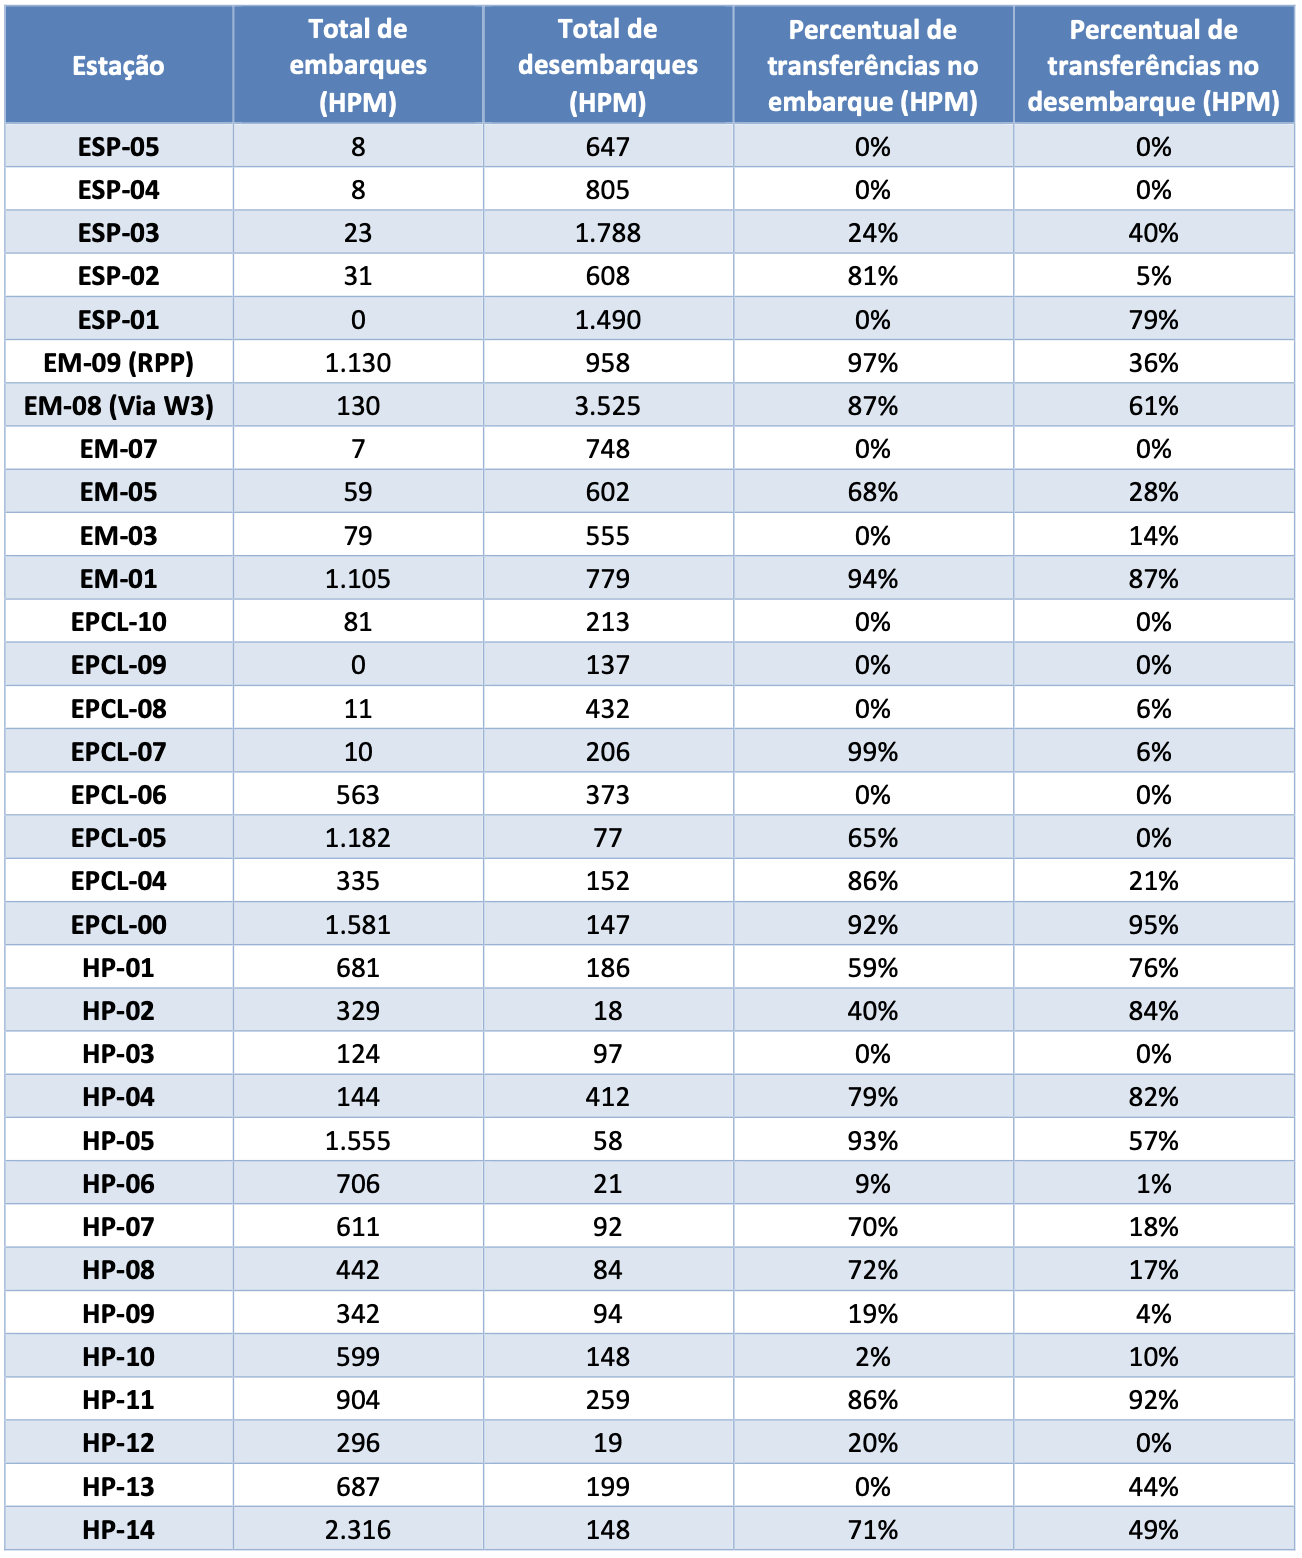 Estação | Total de embarques (HPM) | Total de desembarques (HPM) | Percentual de transferências no embarque (HPM) | Percentual de transferências no desembarque (HPM)
ESP-05 | 8 | 647 | 0% | 0%
ESP-04 | 8 | 805 | 0% | 0%
ESP-03 | 23 | 1.788 | 24% | 40%
ESP-02 | 31 | 608 | 81% | 5%
ESP-01 | 0 | 1.490 | 0% | 79%
EM-09 (RPP) | 1.130 | 958 | 97% | 36%
EM-08 (Via W3) | 130 | 3.525 | 87% | 61%
EM-07 | 7 | 748 | 0% | 0%
EM-05 | 59 | 602 | 68% | 28%
EM-03 | 79 | 555 | 0% | 14%
EM-01 | 1.105 | 779 | 94% | 87%
EPCL-10 | 81 | 213 | 0% | 0%
EPCL-09 | 0 | 137 | 0% | 0%
EPCL-08 | 11 | 432 | 0% | 6%
EPCL-07 | 10 | 206 | 99% | 6%
EPCL-06 | 563 | 373 | 0% | 0%
EPCL-05 | 1.182 | 77 | 65% | 0%
EPCL-04 | 335 | 152 | 86% | 21%
EPCL-00 | 1.581 | 147 | 92% | 95%
HP-01 | 681 | 186 | 59% | 76%
HP-02 | 329 | 18 | 40% | 84%
HP-03 | 124 | 97 | 0% | 0%
HP-04 | 144 | 412 | 79% | 82%
HP-05 | 1.555 | 58 | 93% | 57%
HP-06 | 706 | 21 | 9% | 1%
HP-07 | 611 | 92 | 70% | 18%
HP-08 | 442 | 84 | 72% | 17%
HP-09 | 342 | 94 | 19% | 4%
HP-10 | 599 | 148 | 2% | 10%
HP-11 | 904 | 259 | 86% | 92%
HP-12 | 296 | 19 | 20% | 0%
HP-13 | 687 | 199 | 0% | 44%
HP-14 | 2.316 | 148 | 71% | 49%